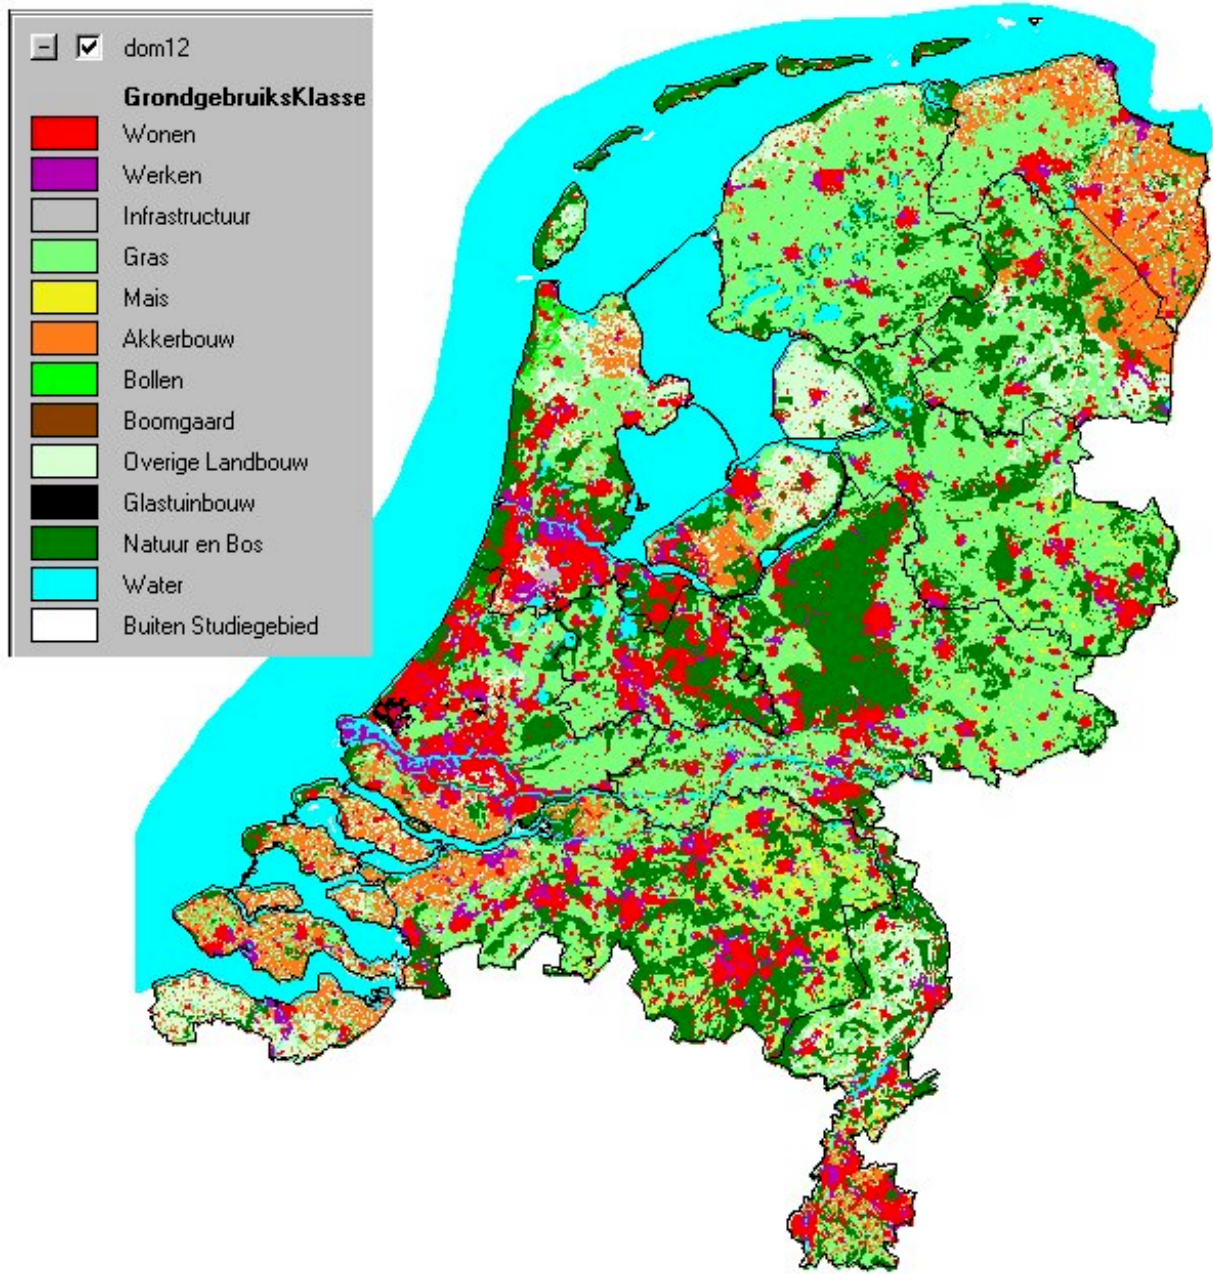 dom12
GrondgebruiksKlasse
Wonen
Werken
Infrastructuur
Gras
Mais
Akkerbouw
Bollen
Boomgaard
Overige Landbouw
Glastuinbouw
Natuur en Bos
Water
Buiten Studiegebied